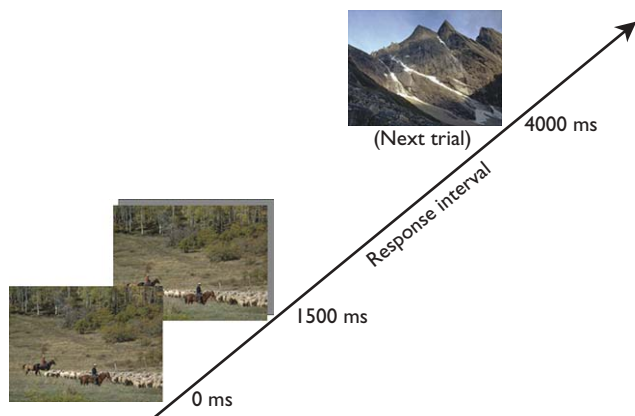 (Next trial)
4000 ms
Response interval
1500 ms
0 ms